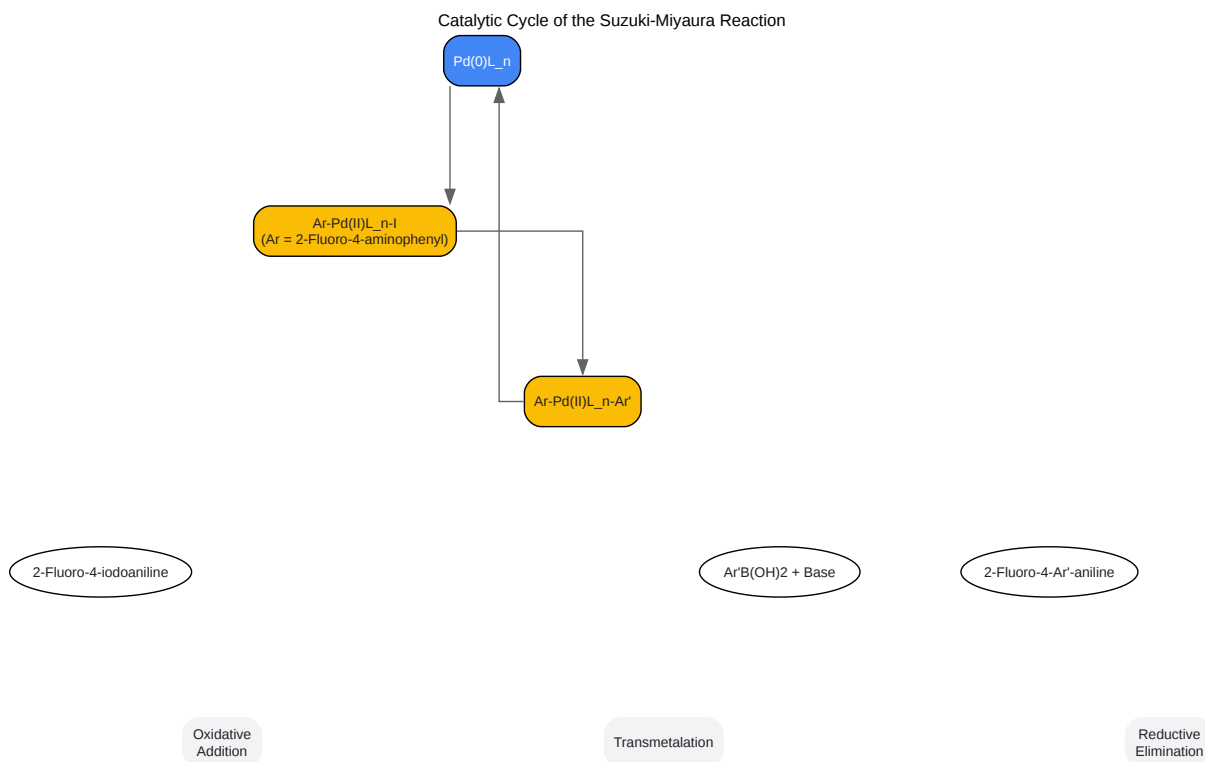 Catalytic Cycle of the Suzuki-Miyaura Reaction
Pd(0)L_n
Ar-Pd(II)L_n-I
(Ar = 2-Fluoro-4-aminophenyl)
Ar-Pd(II)L_n-Ar'
2-Fluoro-4-iodoaniline
Ar'B(OH)2 + Base
2-Fluoro-4-Ar'-aniline
Oxidative
Addition
Transmetalation
Reductive
Elimination